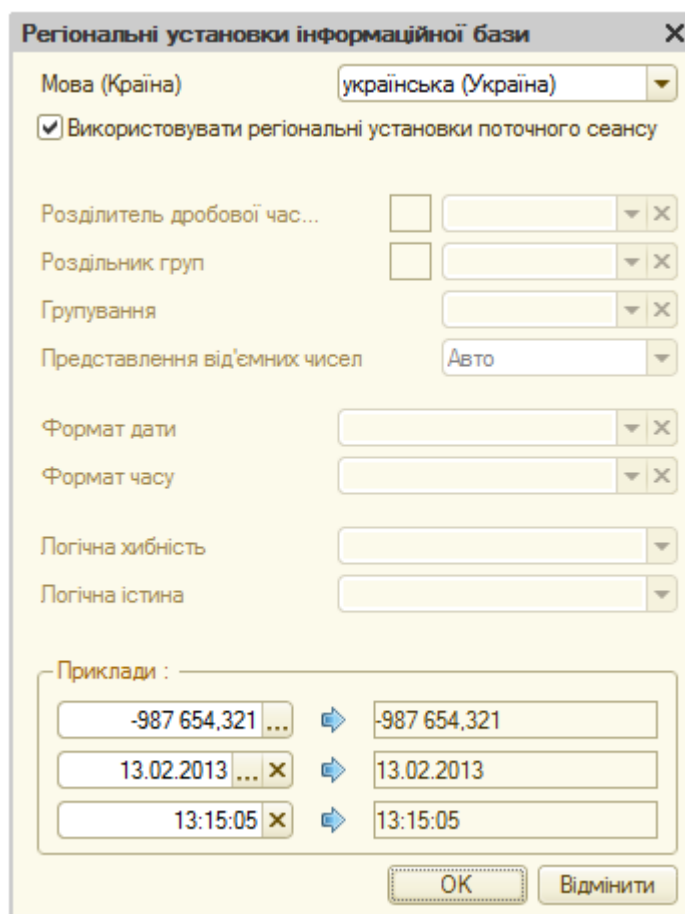 Регіональні установки інформаційної бази
Мова (Країна) українська (Україна)
Використовувати регіональні установки поточного сеансу
Розділитель дробової час...
Роздільник груп
Групування
Представлення від'ємних чисел Авто
Формат дати
Формат часу
Логічна хибність
Логічна істина
Приклади :
-987 654,321 ... -987 654,321
13.02.2013 ... 13.02.2013
13:15:05 13:15:05
OK Відмінити